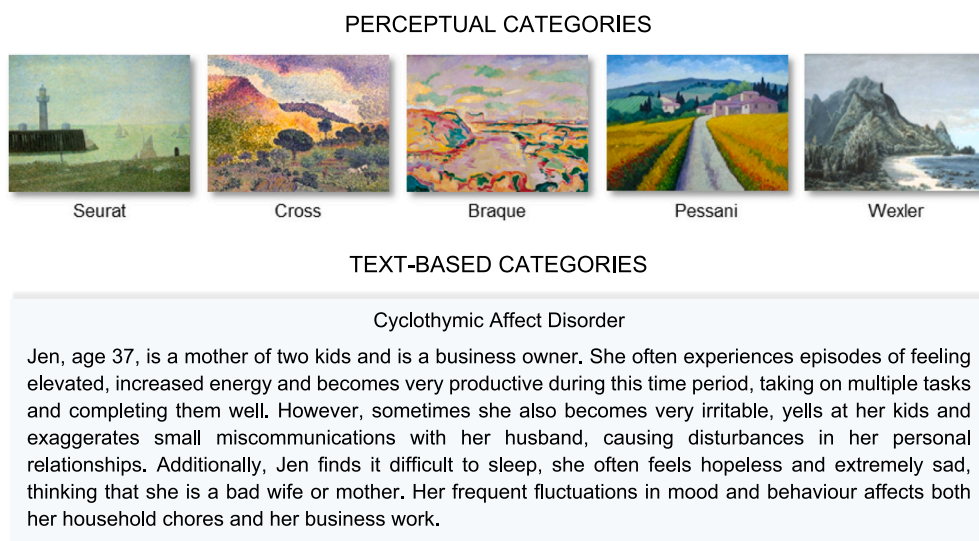 PERCEPTUAL CATEGORIES
Seurat Cross Braque Pessani Wexler
TEXT-BASED CATEGORIES
Cyclothymic Affect Disorder
Jen, age 37, is a mother of two kids and is a business owner. She often experiences episodes of feeling
elevated, increased energy and becomes very productive during this time period, taking on multiple tasks
and completing them well. However, sometimes she also becomes very irritable, yells at her kids and
exaggerates small miscommunications with her husband, causing disturbances in her personal
relationships. Additionally, Jen finds it difficult to sleep, she often feels hopeless and extremely sad,
thinking that she is a bad wife or mother. Her frequent fluctuations in mood and behaviour affects both
her household chores and her business work.